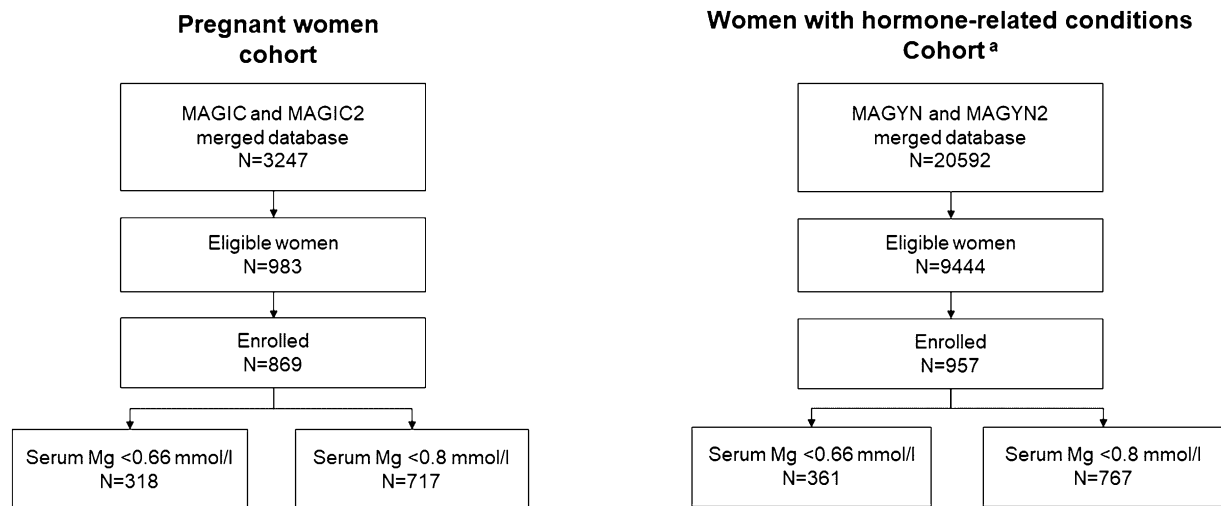 Pregnant women
cohort
MAGIC and MAGIC2
merged database
N=3247
Eligible women
N=983
Enrolled
N=869
Serum Mg <0.66 mmol/l
N=318
Serum Mg <0.8 mmol/l
N=717
Women with hormone-related conditions
Cohort a
MAGYN and MAGYN2
merged database
N=20592
Eligible women
N=9444
Enrolled
N=957
Serum Mg <0.66 mmol/l
N=361
Serum Mg <0.8 mmol/l
N=767